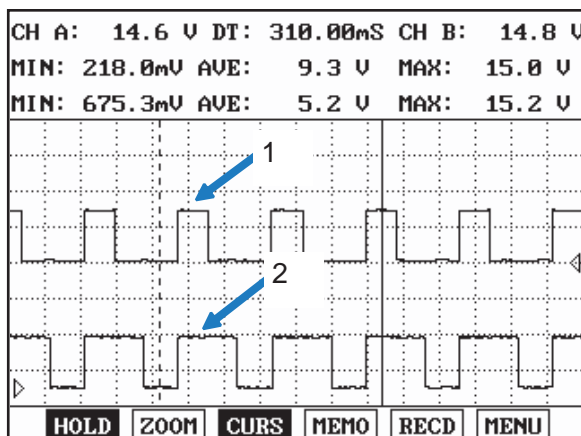 CH A: 14.6 V DT: 310.00mS CH B: 14.8 V
MIN: 218.0mV AVE: 9.3 V MAX: 15.0 V
MIN: 675.3mV AVE: 5.2 V MAX: 15.2 V
1
2
HOLD ZOOM CURS MEMO RECD MENU